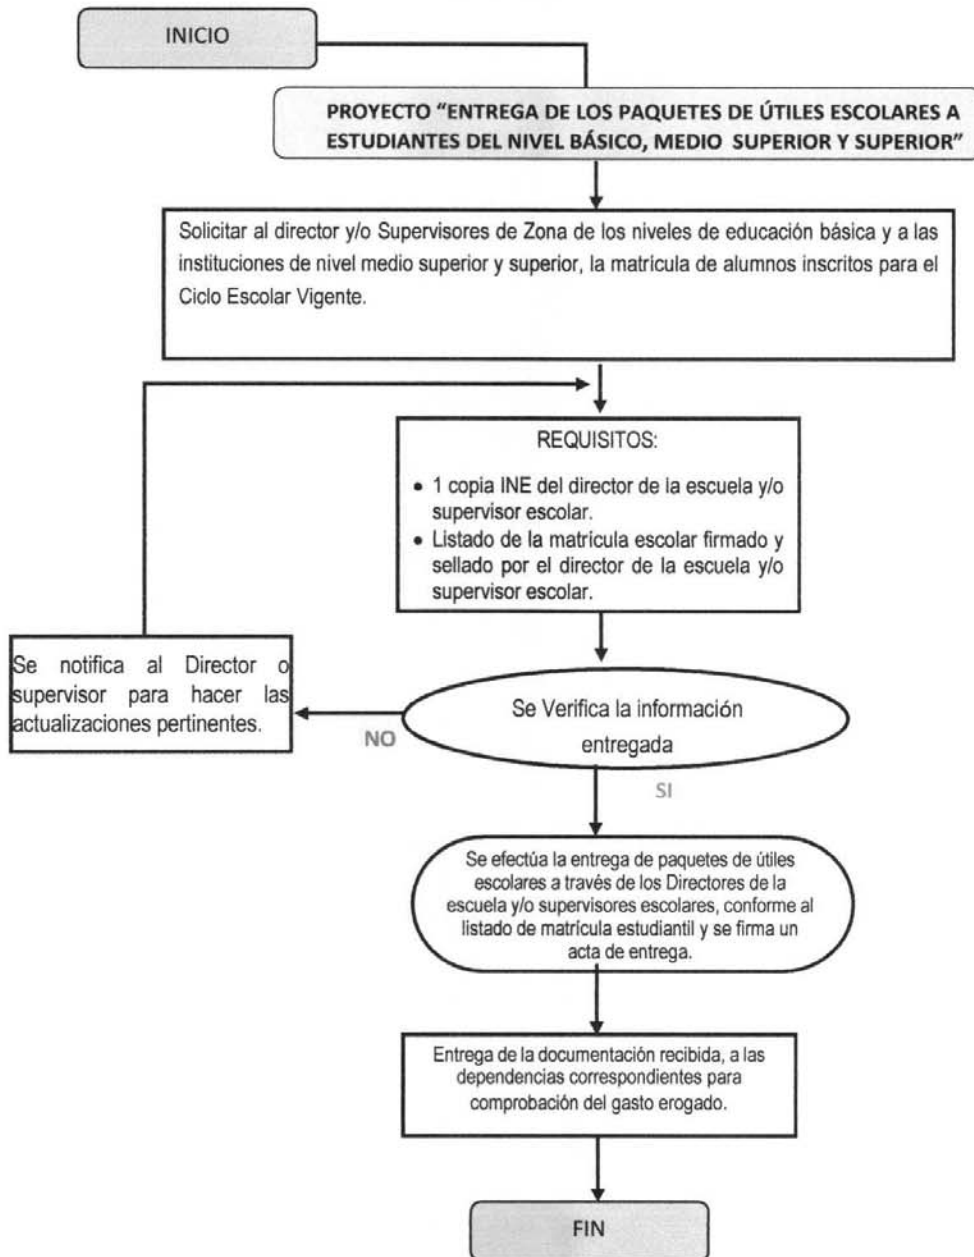 INICIO
PROYECTO "ENTREGA DE LOS PAQUETES DE ÚTILES ESCOLARES A
ESTUDIANTES DEL NIVEL BÁSICO, MEDIO SUPERIOR Y SUPERIOR"
Solicitar al director y/o Supervisores de Zona de los niveles de educación básica y a las
instituciones de nivel medio superior y superior, la matricula de alumnos inscritos para el
Ciclo Escolar Vigente.
REQUISITOS:
• 1 copia INE del director de la escuela y/o
supervisor escolar.
• Listado de la matrícula escolar firmado y
sellado por el director de la escuela y/o
supervisor escolar.
Se notifica al Director o
supervisor para hacer las
actualizaciones pertinentes.
NO
Se Verifica la información
entregada
SI
Se efectúa la entrega de paquetes de útiles
escolares a través de los Directores de la
escuela y/o supervisores escolares, conforme al
listado de matrícula estudiantil y se firma un
acta de entrega.
Entrega de la documentación recibida, a las
dependencias correspondientes para
comprobación del gasto erogado.
FIN